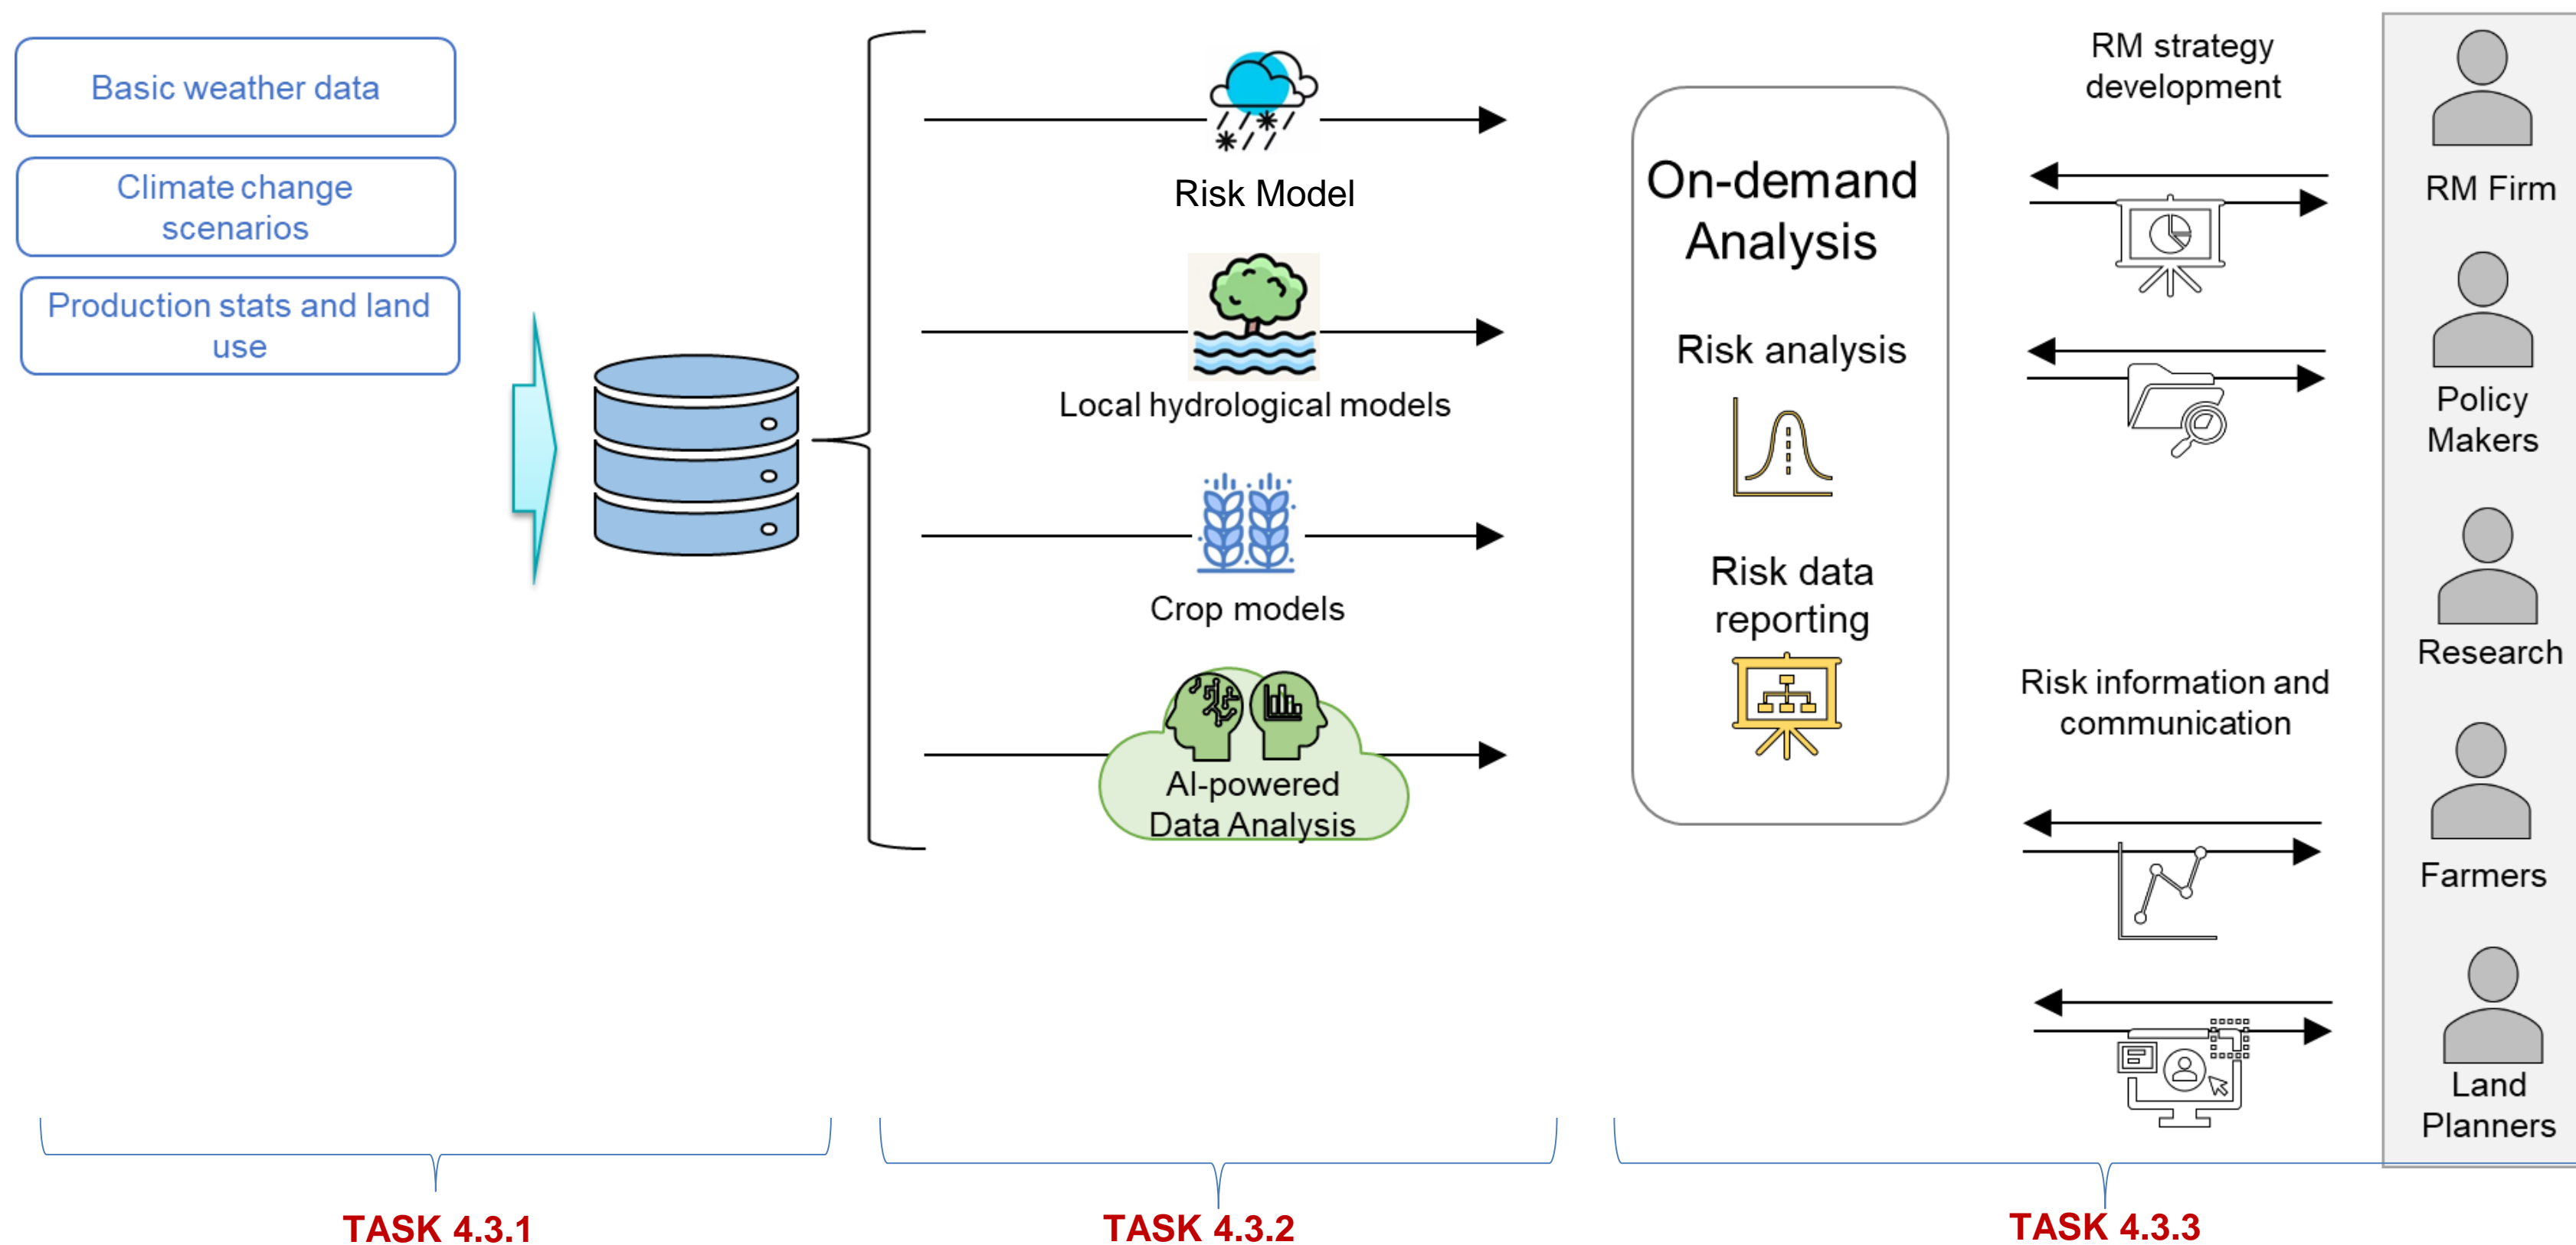 Basic weather data
Climate change
scenarios
Production stats and land
use
Risk Model
Local hydrological models
Crop models
AI-powered
Data Analysis
On-demand
Analysis
Risk analysis
Risk data
reporting
RM strategy
development
Risk information and
communication
RM Firm
Policy
Makers
Research
Farmers
Land
Planners
TASK 4.3.1
TASK 4.3.2
TASK 4.3.3